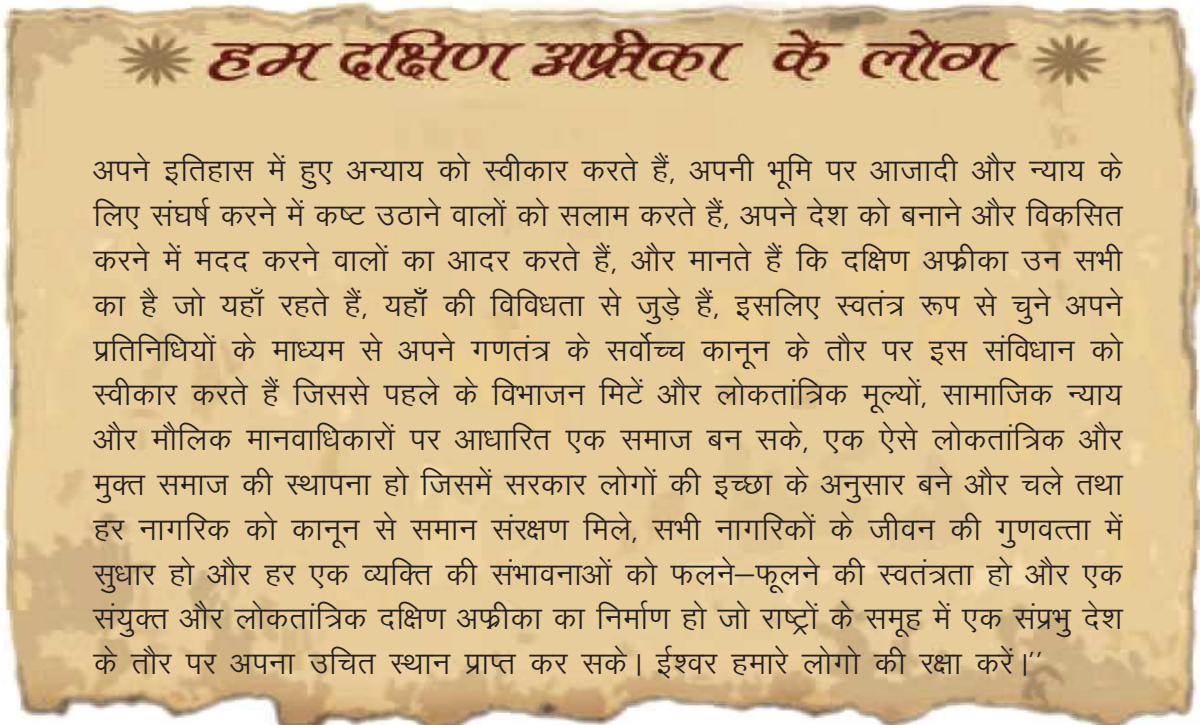 हम दक्षिण अफ्रीका के लोग
अपने इतिहास में हुए अन्याय को स्वीकार करते हैं, अपनी भूमि पर आजादी और न्याय के
लिए संघर्ष करने में कष्ट उठाने वालों को सलाम करते हैं, अपने देश को बनाने और विकसित
करने में मदद करने वालों का आदर करते हैं, और मानते हैं कि दक्षिण अफ्रीका उन सभी
का है जो यहाँ रहते हैं, यहाँ की विविधता से जुड़े हैं, इसलिए स्वतंत्र रूप से चुने अपने
प्रतिनिधियों के माध्यम से अपने गणतंत्र के सर्वोच्च कानून के तौर पर इस संविधान को
स्वीकार करते हैं जिससे पहले के विभाजन मिटें और लोकतांत्रिक मूल्यों, सामाजिक न्याय
और मौलिक मानवाधिकारों पर आधारित एक समाज बन सके, एक ऐसे लोकतांत्रिक और
मुक्त समाज की स्थापना हो जिसमें सरकार लोगों की इच्छा के अनुसार बने और चले तथा
हर नागरिक को कानून से समान संरक्षण मिले, सभी नागरिकों के जीवन की गुणवत्ता में
सुधार हो और हर एक व्यक्ति की संभावनाओं को फलने–फूलने की स्वतंत्रता हो और एक
संयुक्त और लोकतांत्रिक दक्षिण अफ्रीका का निर्माण हो जो राष्ट्रों के समूह में एक संप्रभु देश
के तौर पर अपना उचित स्थान प्राप्त कर सके। ईश्वर हमारे लोगो की रक्षा करें।’’